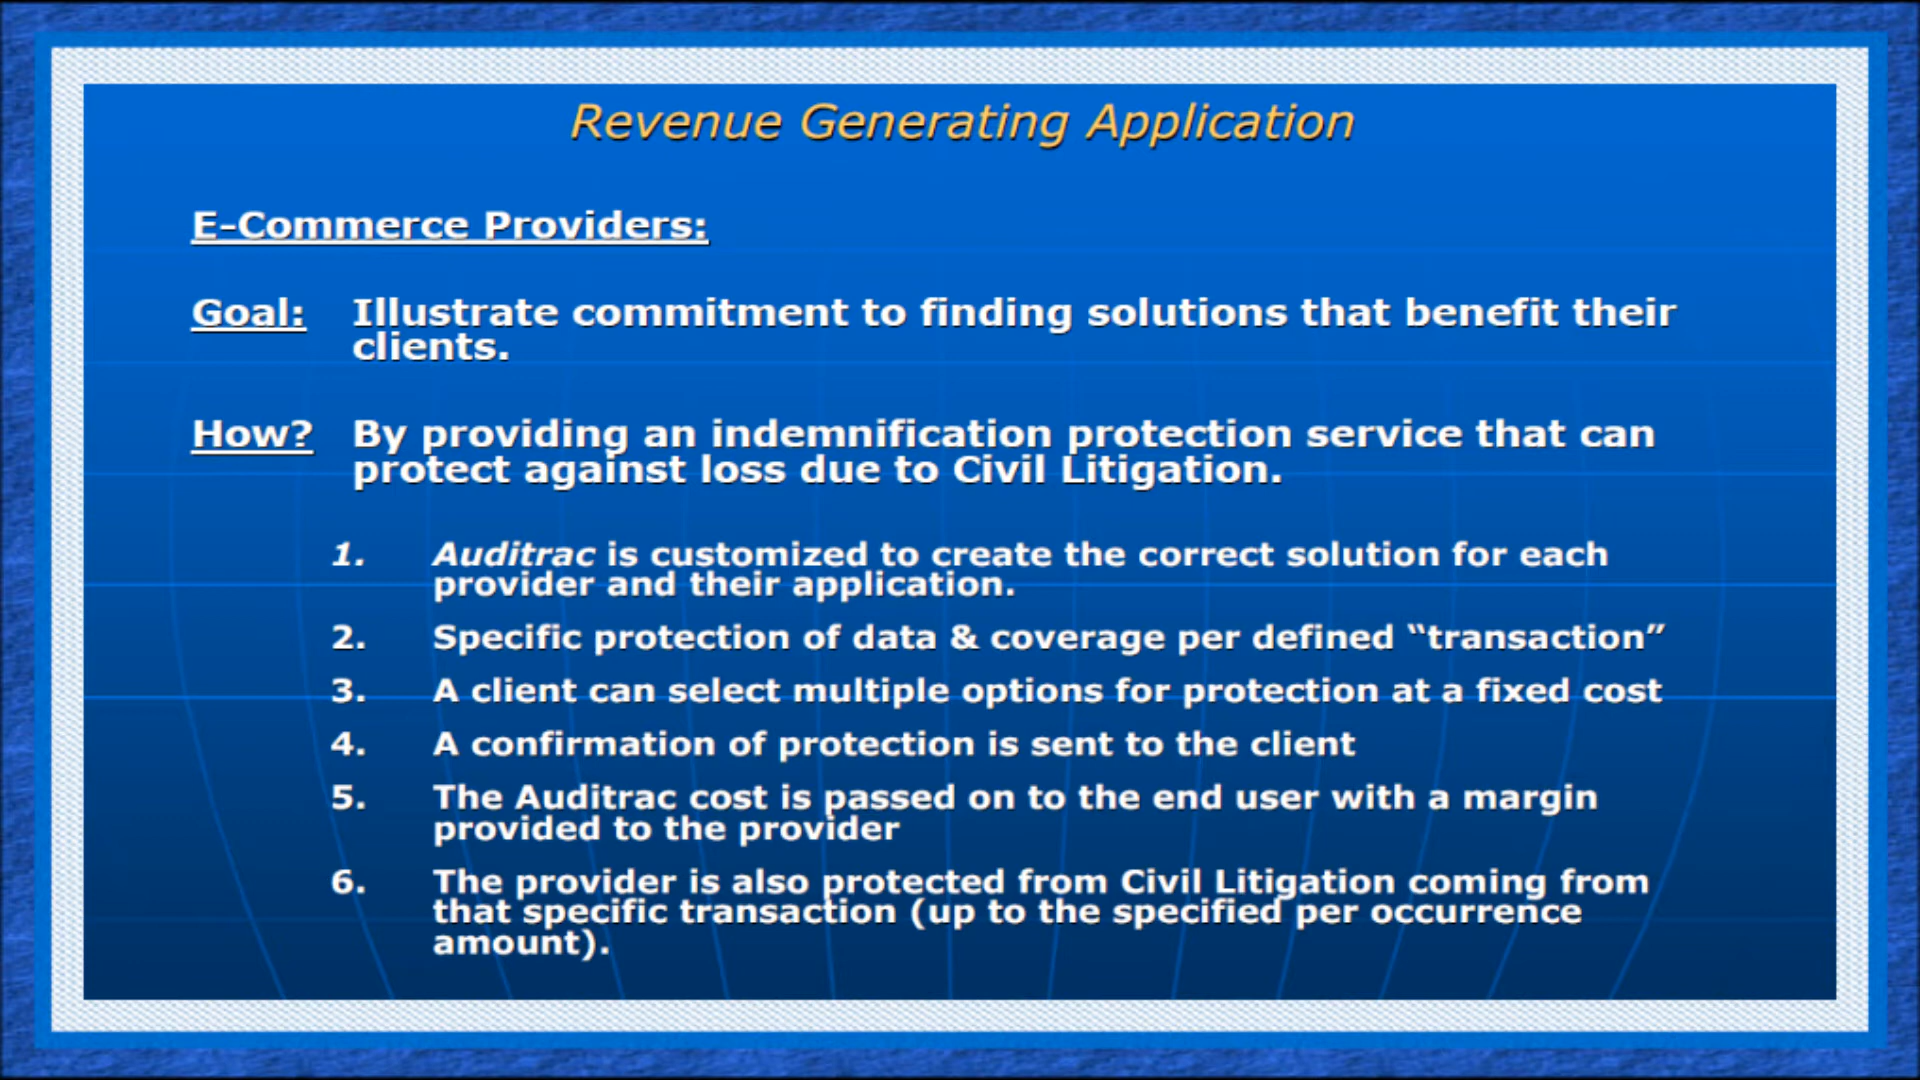 Revenue Generating Application
E-Commerce Providers:
Goal: Illustrate commitment to finding solutions that benefit their
clients.
How? By providing an indemnification protection service that can
protect against loss due to Civil Litigation.
1. Auditrac is customized to create the correct solution for each
provider and their application.
2. Specific protection of data & coverage per defined “transaction”
3. A client can select multiple options for protection at a fixed cost
4. A confirmation of protection is sent to the client
5. The Auditrac cost is passed on to the end user with a margin
provided to the provider
6. The provider is also protected from Civil Litigation coming from
that specific transaction (up to the specified per occurrence
amount).